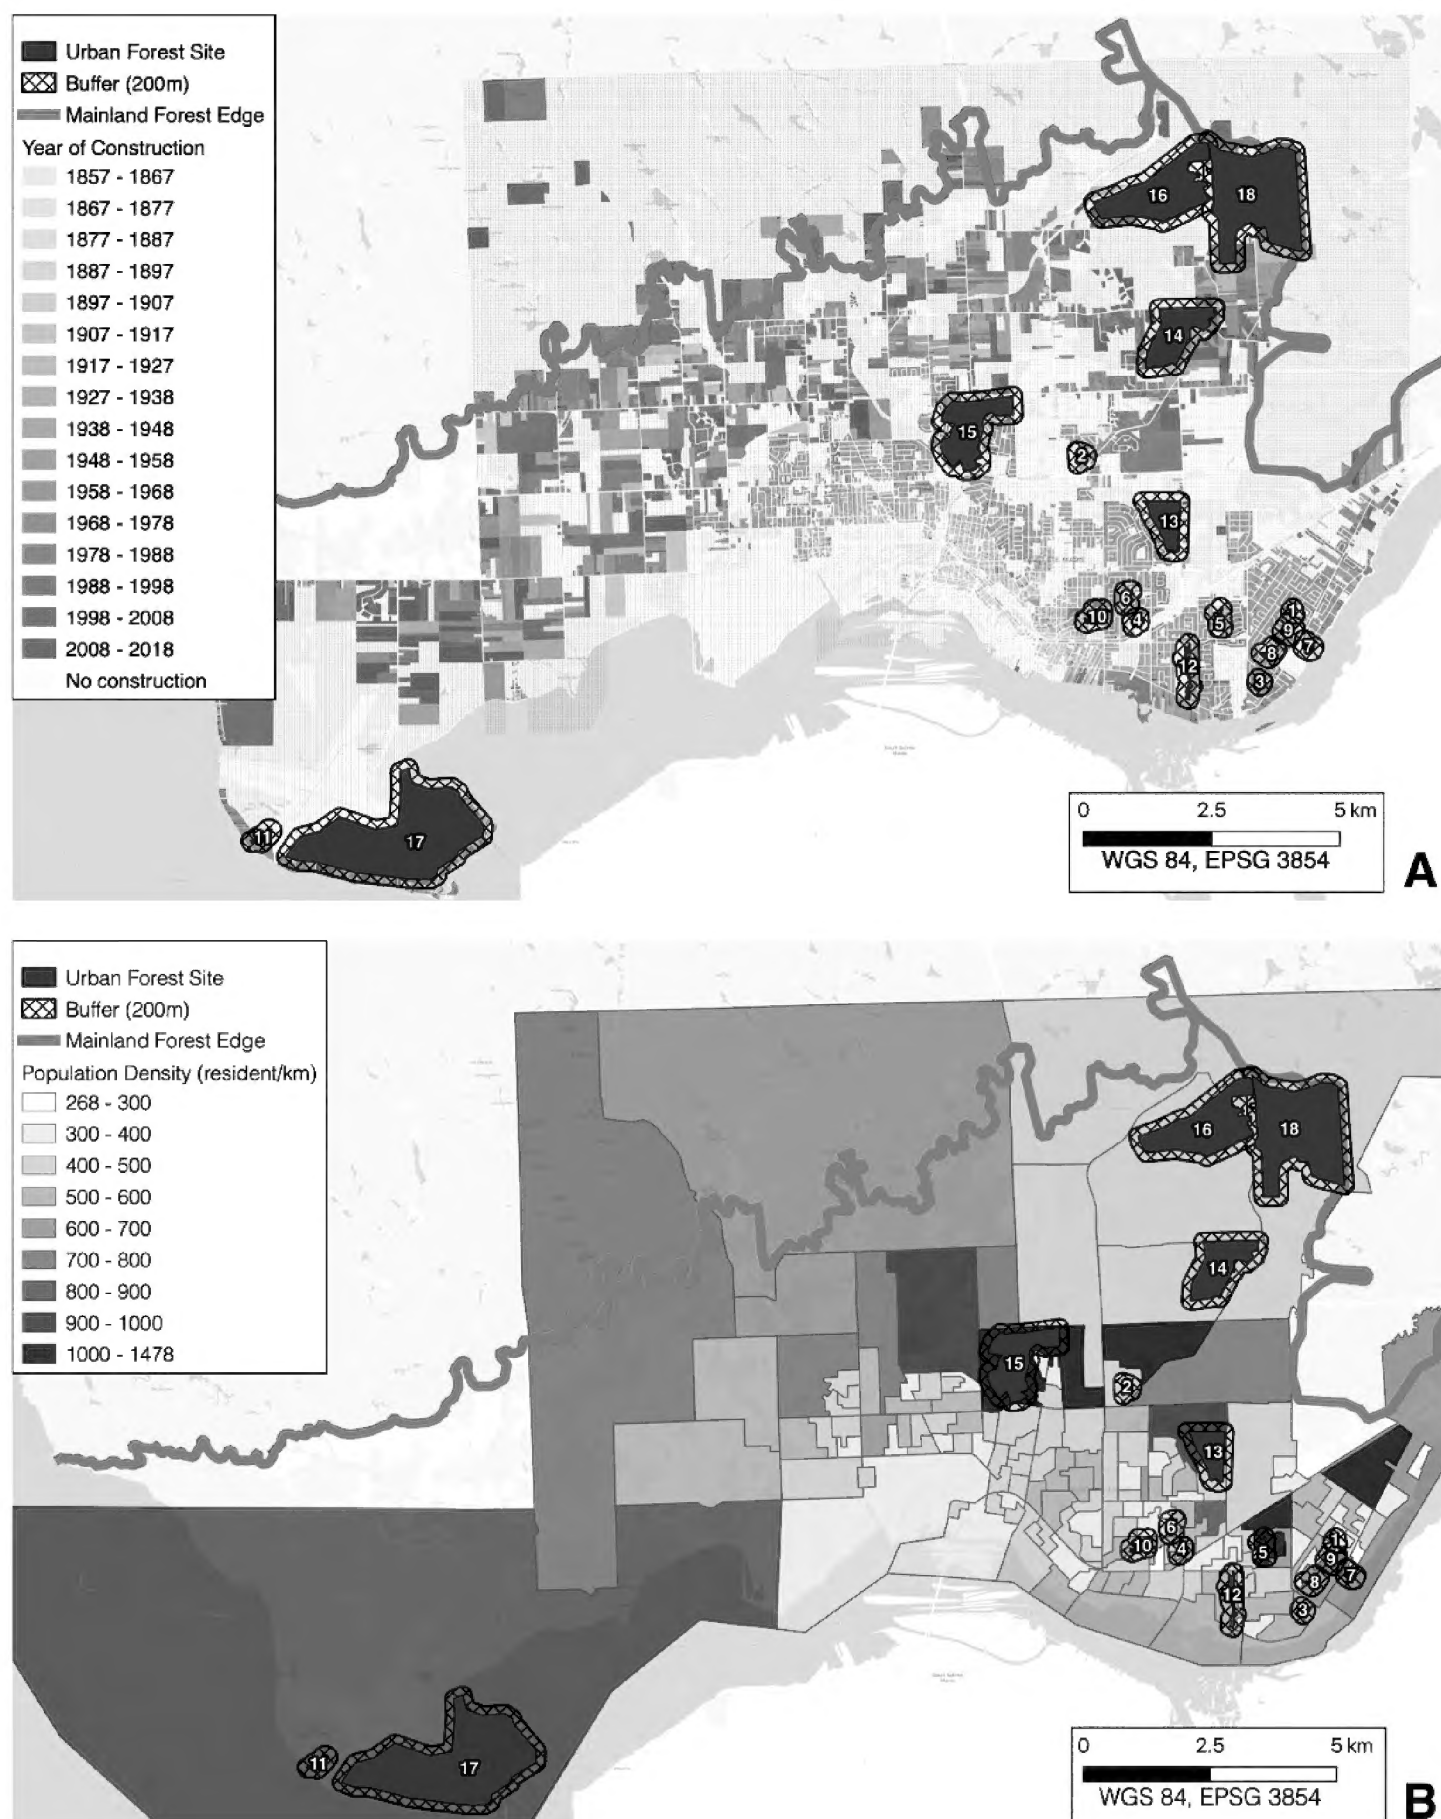 Urban Forest Site
Buffer (200m)
Mainland Forest Edge
Year of Construction
1857 - 1867
1867 - 1877
1877 - 1887
1887 - 1897
1897 - 1907
1907 - 1917
1917 - 1927
1927 - 1938
1938 - 1948
1948 - 1958
1958 - 1968
1968 - 1978
1978 - 1988
1988 - 1998
1998 - 2008
2008 - 2018
No construction
16
18
14
15
2
13
6
10
4
5
1
9
7
8
12
3
11
17
0 2.5 5 km
WGS 84, EPSG 3854
A
Urban Forest Site
Buffer (200m)
Mainland Forest Edge
Population Density (resident/km)
268 - 300
300 - 400
400 - 500
500 - 600
600 - 700
700 - 800
800 - 900
900 - 1000
1000 - 1478
16
18
14
15
2
13
6
10
4
5
1
9
7
8
12
3
11
17
0 2.5 5 km
WGS 84, EPSG 3854
B